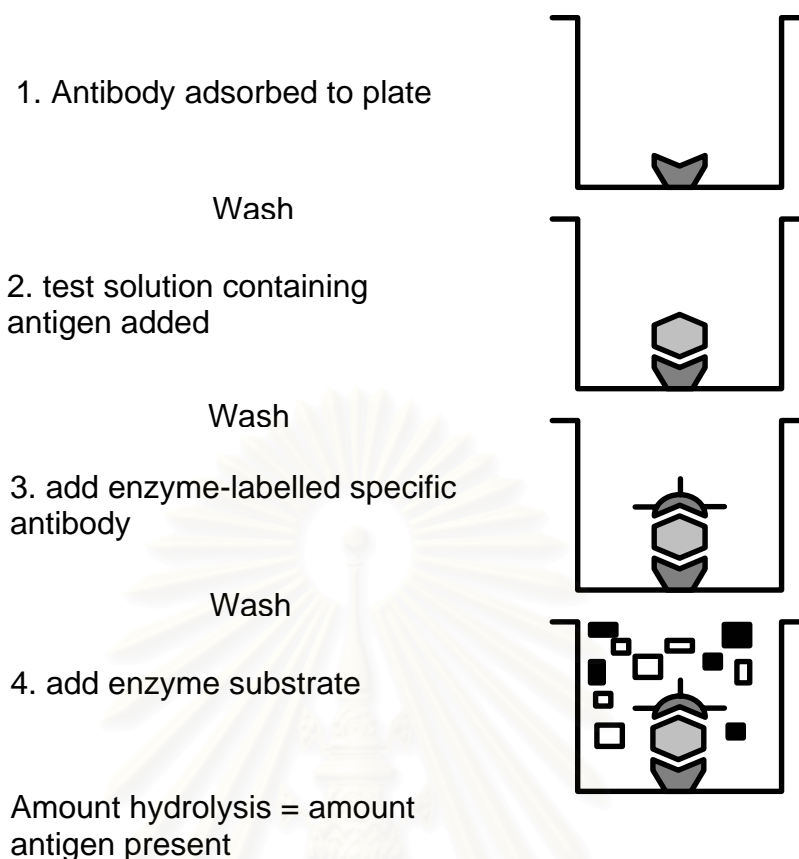 1. Antibody adsorbed to plate
Wash
2. test solution containing
antigen added
Wash
3. add enzyme-labelled specific
antibody
Wash
4. add enzyme substrate
Amount hydrolysis = amount
antigen present